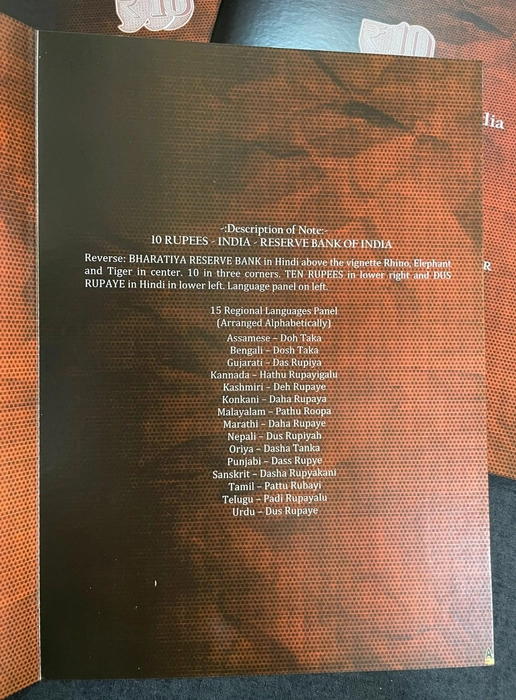 ₹10
₹10
dia
R
-:Description of Note:-
10 RUPEES - INDIA - RESERVE BANK OF INDIA
Reverse: BHARATIYA RESERVE BANK in Hindi above the vignette Rhino, Elephant
and Tiger in center. 10 in three corners. TEN RUPEES in lower right and DUS
RUPAYE in Hindi in lower left. Language panel on left.
15 Regional Languages Panel
(Arranged Alphabetically)
Assamese – Doh Taka
Bengali – Dosh Taka
Gujarati – Das Rupiya
Kannada – Hathu Rupayigalu
Kashmiri – Deh Rupaye
Konkani – Daha Rupaya
Malayalam – Pathu Roopa
Marathi – Daha Rupaye
Nepali – Dus Rupiyah
Oriya – Dasha Tanka
Punjabi – Dass Rupye
Sanskrit – Dasha Rupyakani
Tamil – Pattu Rubayi
Telugu – Padi Rupayalu
Urdu – Dus Rupaye